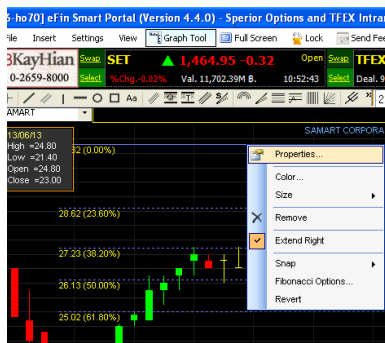 6-ho70] eFin Smart Portal (Version 4.4.0) - Sperior Options and TFEX Intra
File Insert Settings View Graph Tool Full Screen Lock Send Fee
KayHian Swap SET ▲ 1,464.95 -0.32 Open Swap TFEX
0-2659-8000 Select %Chg.-0.02% Val. 11,702.39M B. 10:52:43 Select Deal. 9
Aa 2
AMART
13/06/13
High =24.80
Low =21.40
Open =24.80
Close =23.00
SAMART CORPORA
32 (0.00%)
28.62 (23.60%)
27.23 (38.20%)
26.13 (50.00%)
25.02 (61.80%)
Properties...
Color...
Size
Remove
Extend Right
Snap
Fibonacci Options...
Revert